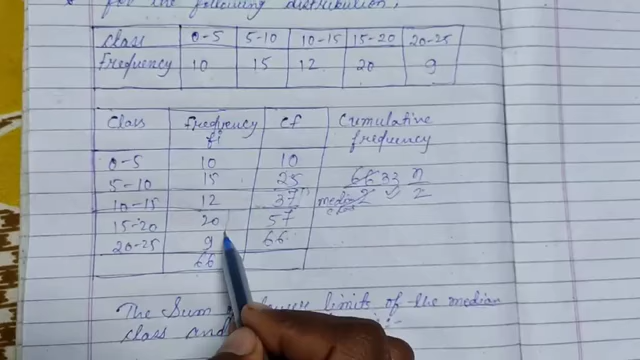 for the following distribution,
Class 0-5 5-10 10-15 15-20 20-25
Frequency 10 15 12 20 9
Class Frequency fi Cf Cumulative frequency
0-5 10 10
5-10 15 25 66 33 n
10-15 12 37 median class 2 2
15-20 20 57
20-25 9 66
66
The Sum lower limits of the median
class and